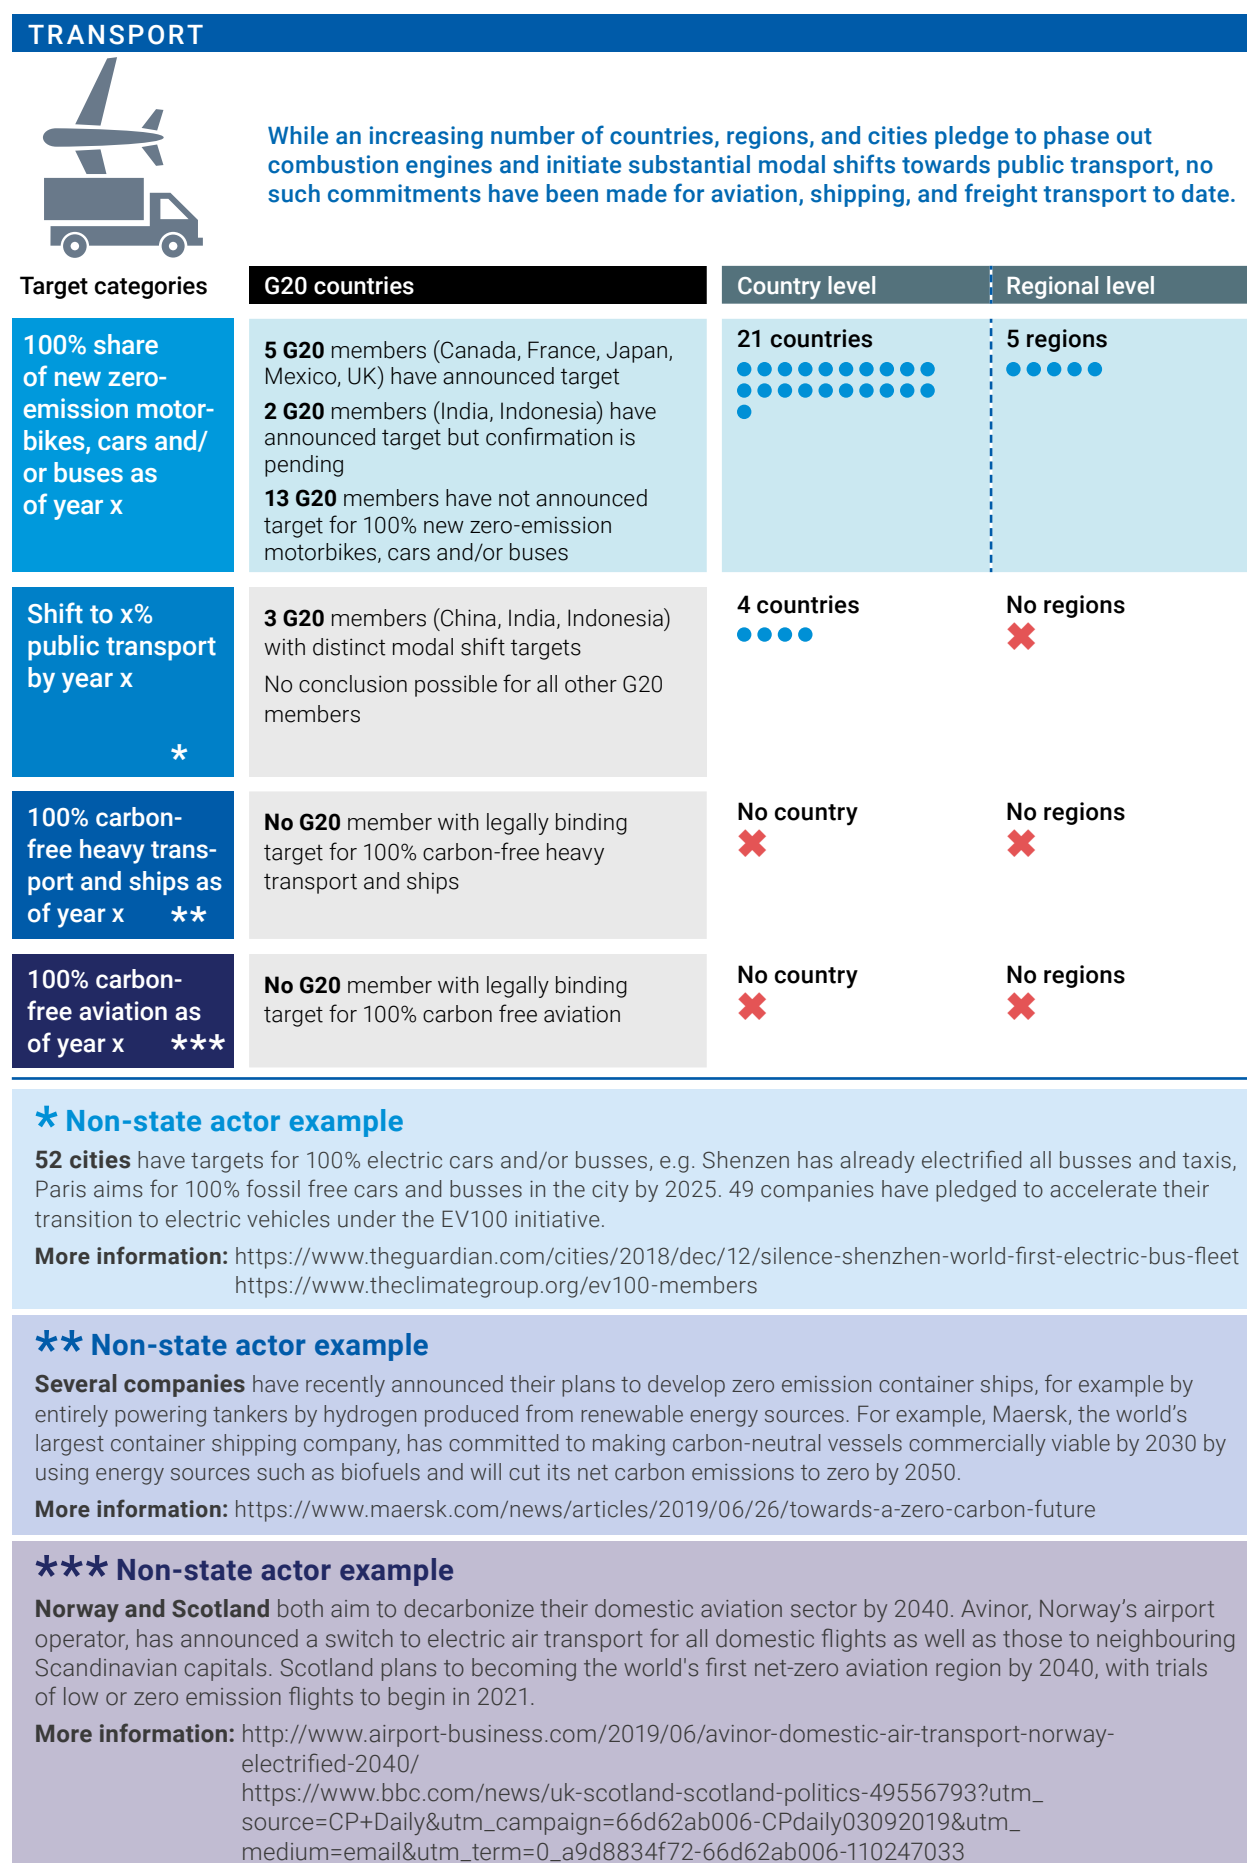 TRANSPORT
While an increasing number of countries, regions, and cities pledge to phase out
combustion engines and initiate substantial modal shifts towards public transport, no
such commitments have been made for aviation, shipping, and freight transport to date.
Target categories
G20 countries
Country level
Regional level
100% share
of new zero-
emission motor-
bikes, cars and/
or buses as
of year x
5 G20 members (Canada, France, Japan,
Mexico, UK) have announced target
2 G20 members (India, Indonesia) have
announced target but confirmation is
pending
13 G20 members have not announced
target for 100% new zero-emission
motorbikes, cars and/or buses
21 countries
5 regions
Shift to x%
public transport
by year x
*
3 G20 members (China, India, Indonesia)
with distinct modal shift targets
No conclusion possible for all other G20
members
4 countries
No regions
100% carbon-
free heavy trans-
port and ships as
of year x **
No G20 member with legally binding
target for 100% carbon-free heavy
transport and ships
No country
No regions
100% carbon-
free aviation as
of year x ***
No G20 member with legally binding
target for 100% carbon free aviation
No country
No regions
* Non-state actor example
52 cities have targets for 100% electric cars and/or busses, e.g. Shenzen has already electrified all busses and taxis,
Paris aims for 100% fossil free cars and busses in the city by 2025. 49 companies have pledged to accelerate their
transition to electric vehicles under the EV100 initiative.
More information: https://www.theguardian.com/cities/2018/dec/12/silence-shenzhen-world-first-electric-bus-fleet
https://www.theclimategroup.org/ev100-members
** Non-state actor example
Several companies have recently announced their plans to develop zero emission container ships, for example by
entirely powering tankers by hydrogen produced from renewable energy sources. For example, Maersk, the world's
largest container shipping company, has committed to making carbon-neutral vessels commercially viable by 2030 by
using energy sources such as biofuels and will cut its net carbon emissions to zero by 2050.
More information: https://www.maersk.com/news/articles/2019/06/26/towards-a-zero-carbon-future
*** Non-state actor example
Norway and Scotland both aim to decarbonize their domestic aviation sector by 2040. Avinor, Norway's airport
operator, has announced a switch to electric air transport for all domestic flights as well as those to neighbouring
Scandinavian capitals. Scotland plans to becoming the world's first net-zero aviation region by 2040, with trials
of low or zero emission flights to begin in 2021.
More information: http://www.airport-business.com/2019/06/avinor-domestic-air-transport-norway-
electrified-2040/
https://www.bbc.com/news/uk-scotland-scotland-politics-49556793?utm_
source=CP+Daily&utm_campaign=66d62ab006-CPdaily03092019&utm_
medium=email&utm_term=0_a9d8834f72-66d62ab006-110247033